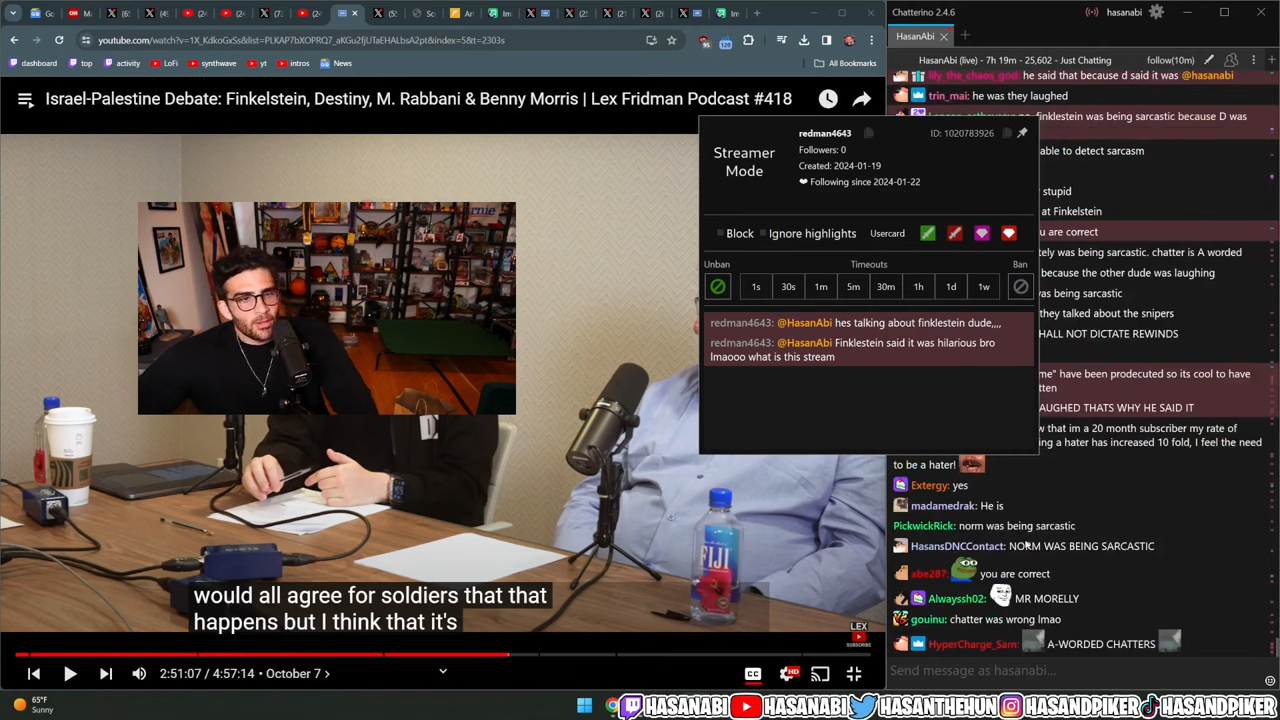 youtube.com/watch?v=1X_KdkoGxSs&list=PLKAP7bXOPRQ7_aKGu2fjUTaEHALbsA2pt&index=5&t=2303s
95
120
dashboard
top
activity
LoFi
synthwave
yt
intros
News
All Bookmarks
Israel-Palestine Debate: Finkelstein, Destiny, M. Rabbani & Benny Morris | Lex Fridman Podcast #418
FIJI
would all agree for soldiers that that
happens but I think that it's
LEX
SUBSCRIBE
2:51:07 / 4:57:14 • October 7 >
CC
HD
65°F
Sunny
Chatterino 2.4.6
hasanabi
HasanAbi
HasanAbi (live) - 7h 19m - 25,602 - Just Chatting
follow(10m)
lily_the_chaos_god: he said that because d said it was @hasanabi
trin_mai: he was they laughed
finklestein was being sarcastic because D was
able to detect sarcasm
stupid
at Finkelstein
u are correct
tely was being sarcastic. chatter is A worded
because the other dude was laughing
as being sarcastic
they talked about the snipers
HALL NOT DICTATE REWINDS
me" have been prodecuted so its cool to have
tten
AUGHED THATS WHY HE SAID IT
w that im a 20 month subscriber my rate of
ng a hater has increased 10 fold, I feel the need
to be a hater!
Extergy: yes
madamedrak: He is
PickwickRick: norm was being sarcastic
HasansDNCContact: NORM WAS BEING SARCASTIC
abe287: you are correct
Alwayssh02: MR MORELLY
gouinu: chatter was wrong lmao
HyperCharge_Sam: A-WORDED CHATTERS
Send message as hasanabi...
Streamer
Mode
redman4643
ID: 1020783926
Followers: 0
Created: 2024-01-19
❤ Following since 2024-01-22
Block
Ignore highlights
Usercard
Unban
Timeouts
Ban
1s
30s
1m
5m
30m
1h
1d
1w
redman4643: @HasanAbi hes talking about finklestein dude,,,,
redman4643: @HasanAbi Finklestein said it was hilarious bro
lmaooo what is this stream
HASANABI
HASANABI
HASANTHEHUN
HASANDPIKER
HASANDPIKER